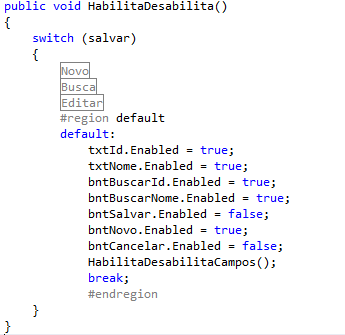 public void HabilitaDesabilita()
{
switch (salvar)
{
Novo
Busca
Editar
#region default
default:
txtId.Enabled = true;
txtNome.Enabled = true;
bntBuscarId.Enabled = true;
bntBuscarNome.Enabled = true;
bntSalvar.Enabled = false;
bntNovo.Enabled = true;
bntCancelar.Enabled = false;
HabilitaDesabilitaCampos();
break;
#endregion
}
}